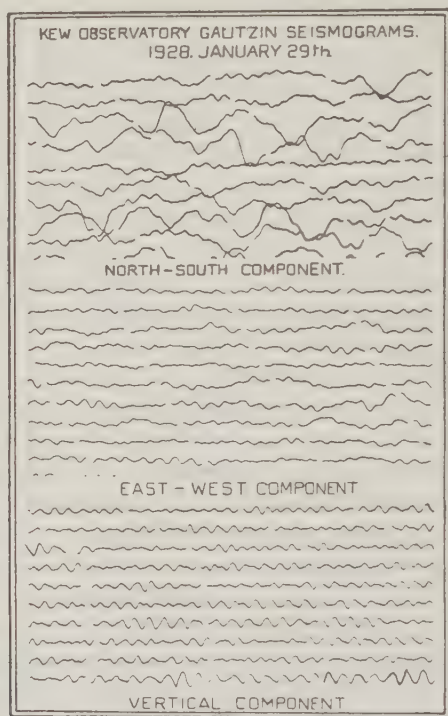 KEW OBSERVATORY GALITZIN SEISMOGRAMS.
1928. JANUARY 29th
NORTH-SOUTH COMPONENT.
EAST - WEST COMPONENT
VERTICAL COMPONENT